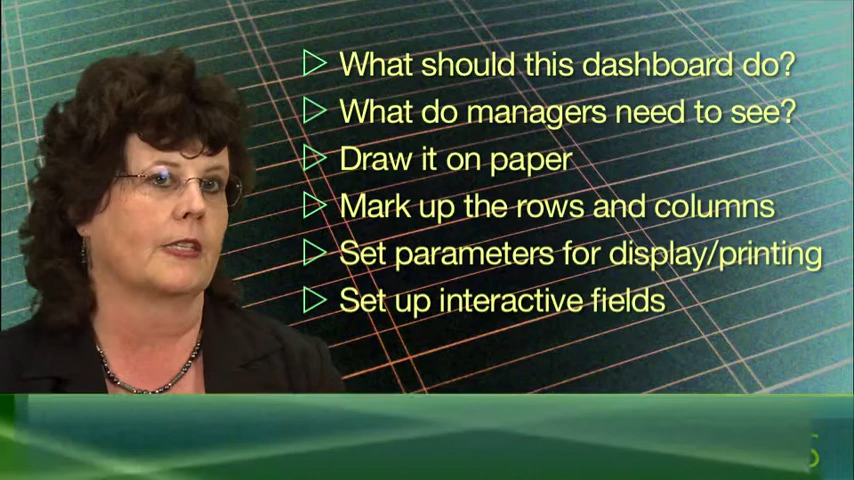 What should this dashboard do?
What do managers need to see?
Draw it on paper
Mark up the rows and columns
Set parameters for display/printing
Set up interactive fields